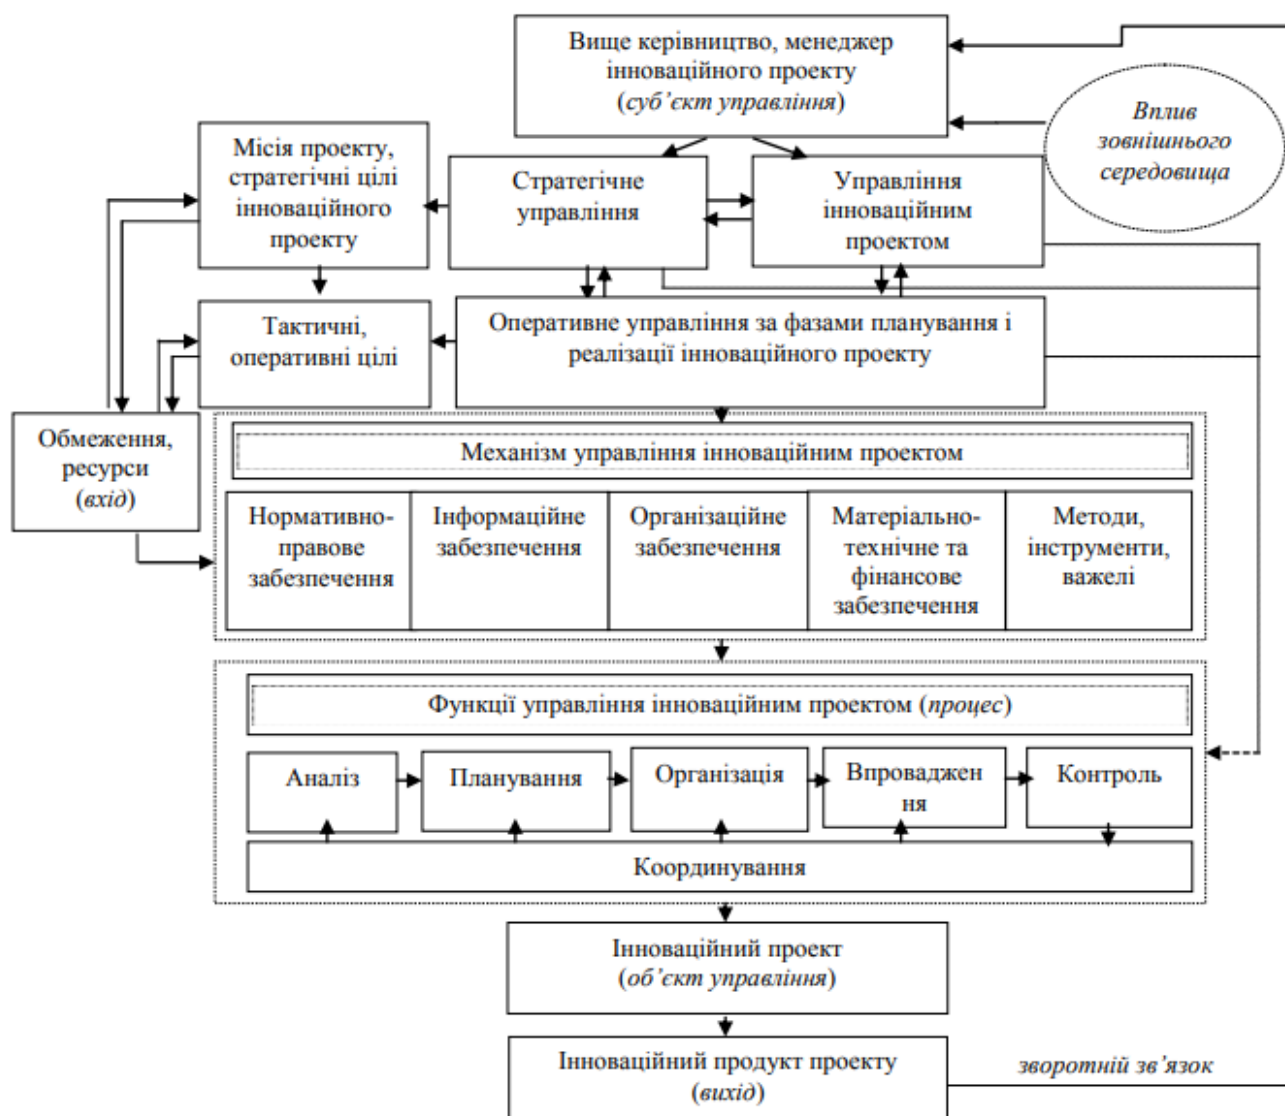 Вище керівництво, менеджер
інноваційного проекту
(суб’єкт управління)
Вплив
зовнішнього
середовища
Місія проекту,
стратегічні цілі
інноваційного
проекту
Стратегічне
управління
Управління
інноваційним
проектом
Тактичні,
оперативні цілі
Оперативне управління за фазами планування і
реалізації інноваційного проекту
Обмеження,
ресурси
(вхід)
Механізм управління інноваційним проектом
Нормативно-
правове
забезпечення
Інформаційне
забезпечення
Організаційне
забезпечення
Матеріально-
технічне та
фінансове
забезпечення
Методи,
інструменти,
важелі
Функції управління інноваційним проектом (процес)
Аналіз
Планування
Організація
Впроваджен
ня
Контроль
Координування
Інноваційний проект
(об’єкт управління)
Інноваційний продукт проекту
(вихід)
зворотній зв’язок